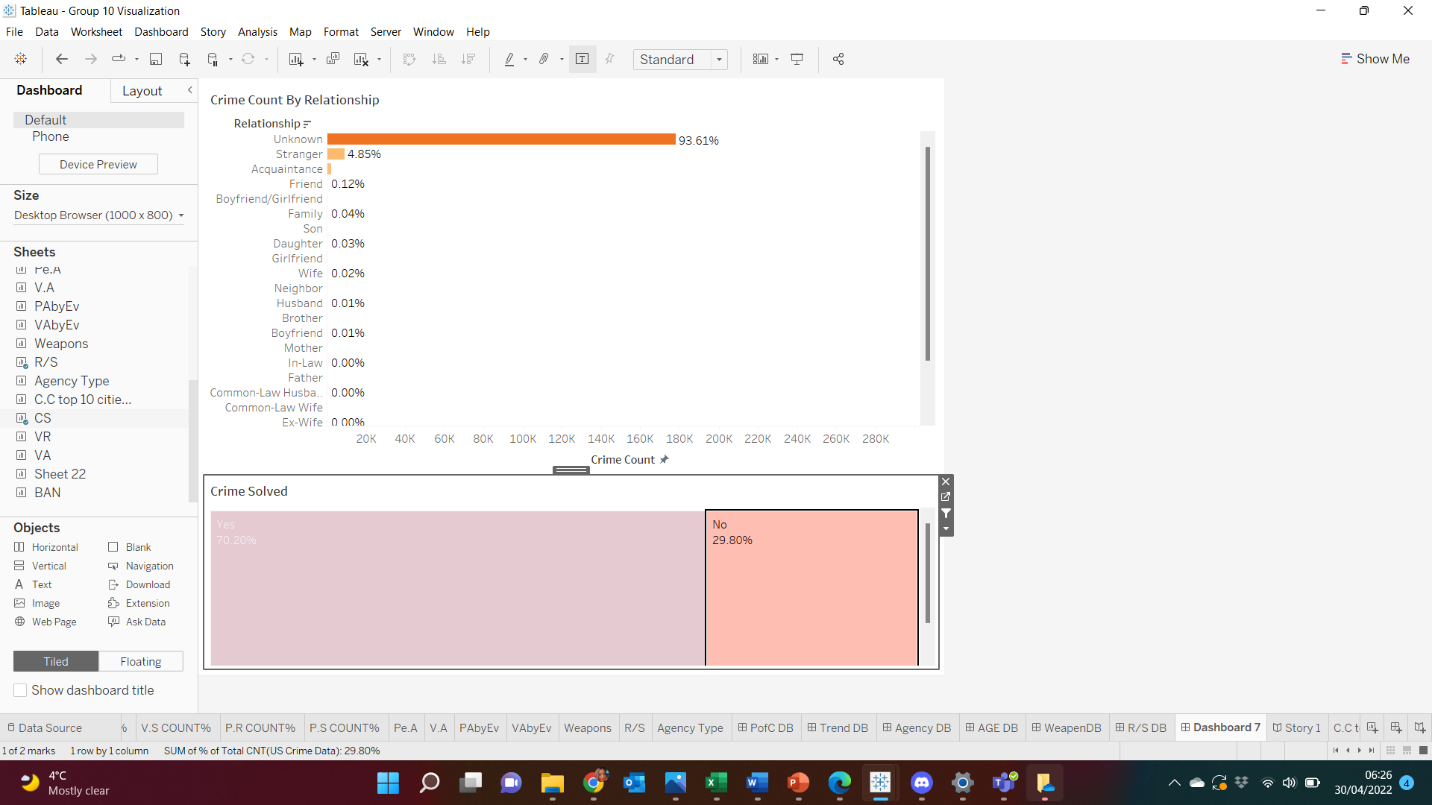 Tableau - Group 10 Visualization
File Data Worksheet Dashboard Story Analysis Map Format Server Window Help
Standard
Show Me
Dashboard Layout
Default
Phone
Device Preview
Size
Desktop Browser (1000 x 800)
Sheets
Pe.A
V.A
PAbyEv
VAbyEv
Weapons
R/S
Agency Type
C.C top 10 citie...
CS
VR
VA
Sheet 22
BAN
Objects
Horizontal Blank
Vertical Navigation
Text Download
Image Extension
Web Page Ask Data
Tiled Floating
Show dashboard title
Crime Count By Relationship
Relationship
Unknown 93.61%
Stranger 4.85%
Acquaintance
Friend 0.12%
Boyfriend/Girlfriend
Family 0.04%
Son
Daughter 0.03%
Girlfriend
Wife 0.02%
Neighbor
Husband 0.01%
Brother
Boyfriend 0.01%
Mother
In-Law 0.00%
Father
Common-Law Husba.. 0.00%
Common-Law Wife
Ex-Wife 0.00%
20K 40K 60K 80K 100K 120K 140K 160K 180K 200K 220K 240K 260K 280K
Crime Count
Crime Solved
Yes
70.20%
No
29.80%
Data Source % V.S COUNT% P.R COUNT% P.S COUNT% Pe.A V.A PAbyEv VAbyEv Weapons R/S Agency Type PofC DB Trend DB Agency DB AGE DB WeapenDB R/S DB Dashboard 7 Story 1 C.C t
1 of 2 marks 1 row by 1 column SUM of % of Total CNT(US Crime Data): 29.80%
4°C
Mostly clear
06:26
30/04/2022
4